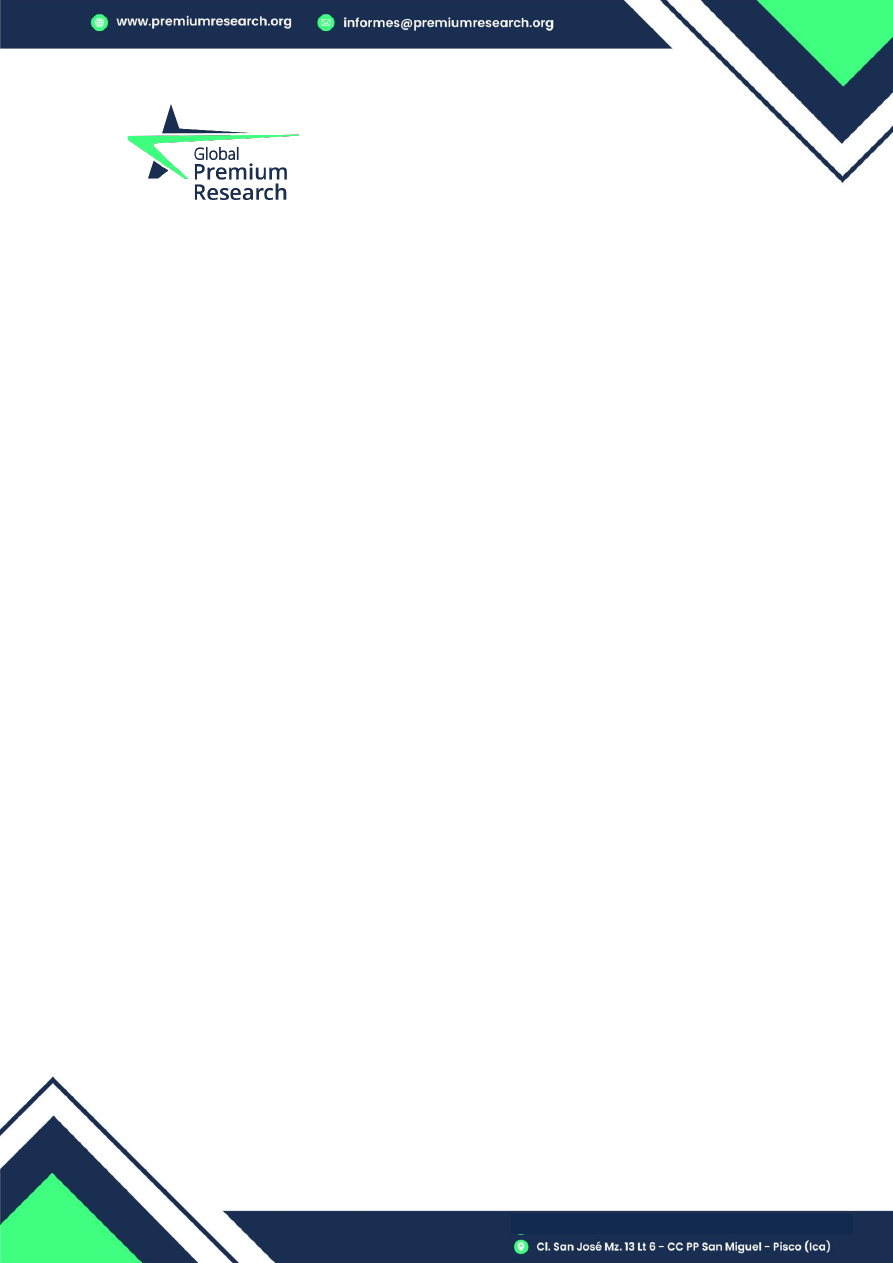 www.premiumresearch.org informes@premiumresearch.org
Global
Premium
Research
Cl. San José Mz. 13 Lt 6 - CC PP San Miguel - Pisco (Ica)